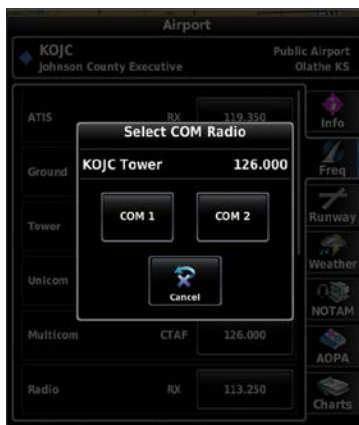 Airport
KOJC Public Airport
Johnson County Executive Olathe KS
ATIS RX 119.350
Info
Select COM Radio
KOJC Tower 126.000
Ground
Freq
COM 1 COM 2
Tower
Runway
Weather
Unicom
Cancel
NOTAM
Multicom CTAF 126.000
AOPA
Radio RX 113.250
Charts